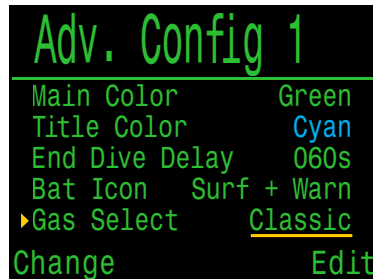 Adv. Config 1
Main Color Green
Title Color Cyan
End Dive Delay 060s
Bat Icon Surf + Warn
Gas Select Classic
Change Edit